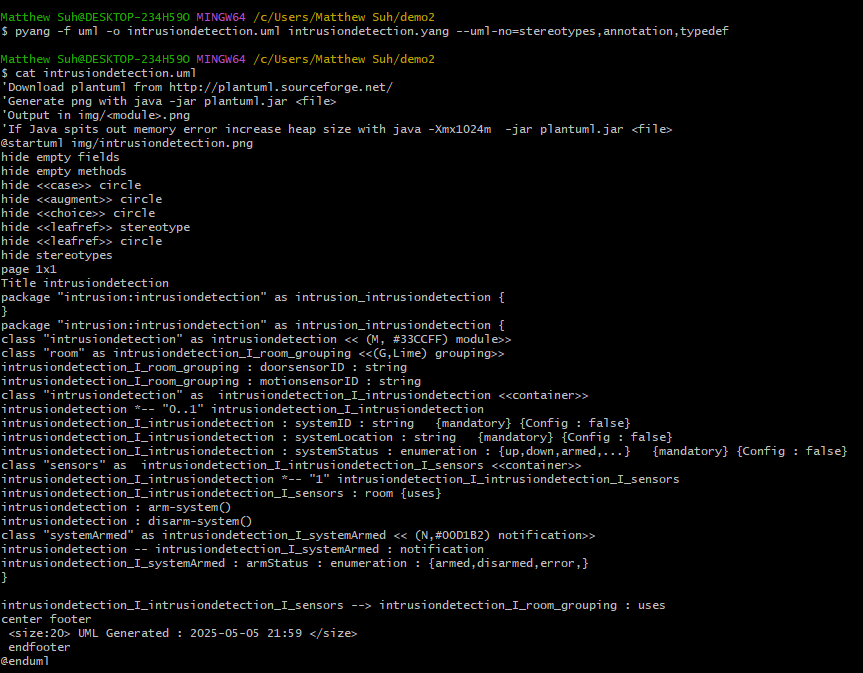 Matthew Suh@DESKTOP-234H59O MINGW64 /c/Users/Matthew Suh/demo2
$ pyang -f uml -o intrusiondetection.uml intrusiondetection.yang --uml-no=stereotypes,annotation,typedef
Matthew Suh@DESKTOP-234H59O MINGW64 /c/Users/Matthew Suh/demo2
$ cat intrusiondetection.uml
'Download plantuml from http://plantuml.sourceforge.net/
'Generate png with java -jar plantuml.jar <file>
'Output in img/<module>.png
'If Java spits out memory error increase heap size with java -Xmx1024m  -jar plantuml.jar <file>
@startuml img/intrusiondetection.png
hide empty fields
hide empty methods
hide <<case>> circle
hide <<augment>> circle
hide <<choice>> circle
hide <<leafref>> stereotype
hide <<leafref>> circle
hide stereotypes
page 1x1
Title intrusiondetection
package "intrusion:intrusiondetection" as intrusion_intrusiondetection {
}
package "intrusion:intrusiondetection" as intrusion_intrusiondetection {
class "intrusiondetection" as intrusiondetection << (M, #33CCFF) module>>
class "room" as intrusiondetection_I_room_grouping <<(G,Lime) grouping>>
intrusiondetection_I_room_grouping : doorsensorID : string
intrusiondetection_I_room_grouping : motionsensorID : string
class "intrusiondetection" as  intrusiondetection_I_intrusiondetection <<container>>
intrusiondetection *-- "0..1" intrusiondetection_I_intrusiondetection
intrusiondetection_I_intrusiondetection : systemID : string   {mandatory} {Config : false}
intrusiondetection_I_intrusiondetection : systemLocation : string   {mandatory} {Config : false}
intrusiondetection_I_intrusiondetection : systemStatus : enumeration : {up,down,armed,...}   {mandatory} {Config : false}
class "sensors" as  intrusiondetection_I_intrusiondetection_I_sensors <<container>>
intrusiondetection_I_intrusiondetection *-- "1" intrusiondetection_I_intrusiondetection_I_sensors
intrusiondetection_I_intrusiondetection_I_sensors : room {uses}
intrusiondetection : arm-system()
intrusiondetection : disarm-system()
class "systemArmed" as intrusiondetection_I_systemArmed << (N,#00D1B2) notification>>
intrusiondetection -- intrusiondetection_I_systemArmed : notification
intrusiondetection_I_systemArmed : armStatus : enumeration : {armed,disarmed,error,}
}
intrusiondetection_I_intrusiondetection_I_sensors --> intrusiondetection_I_room_grouping : uses
center footer
 <size:20> UML Generated : 2025-05-05 21:59 </size>
 endfooter
@enduml